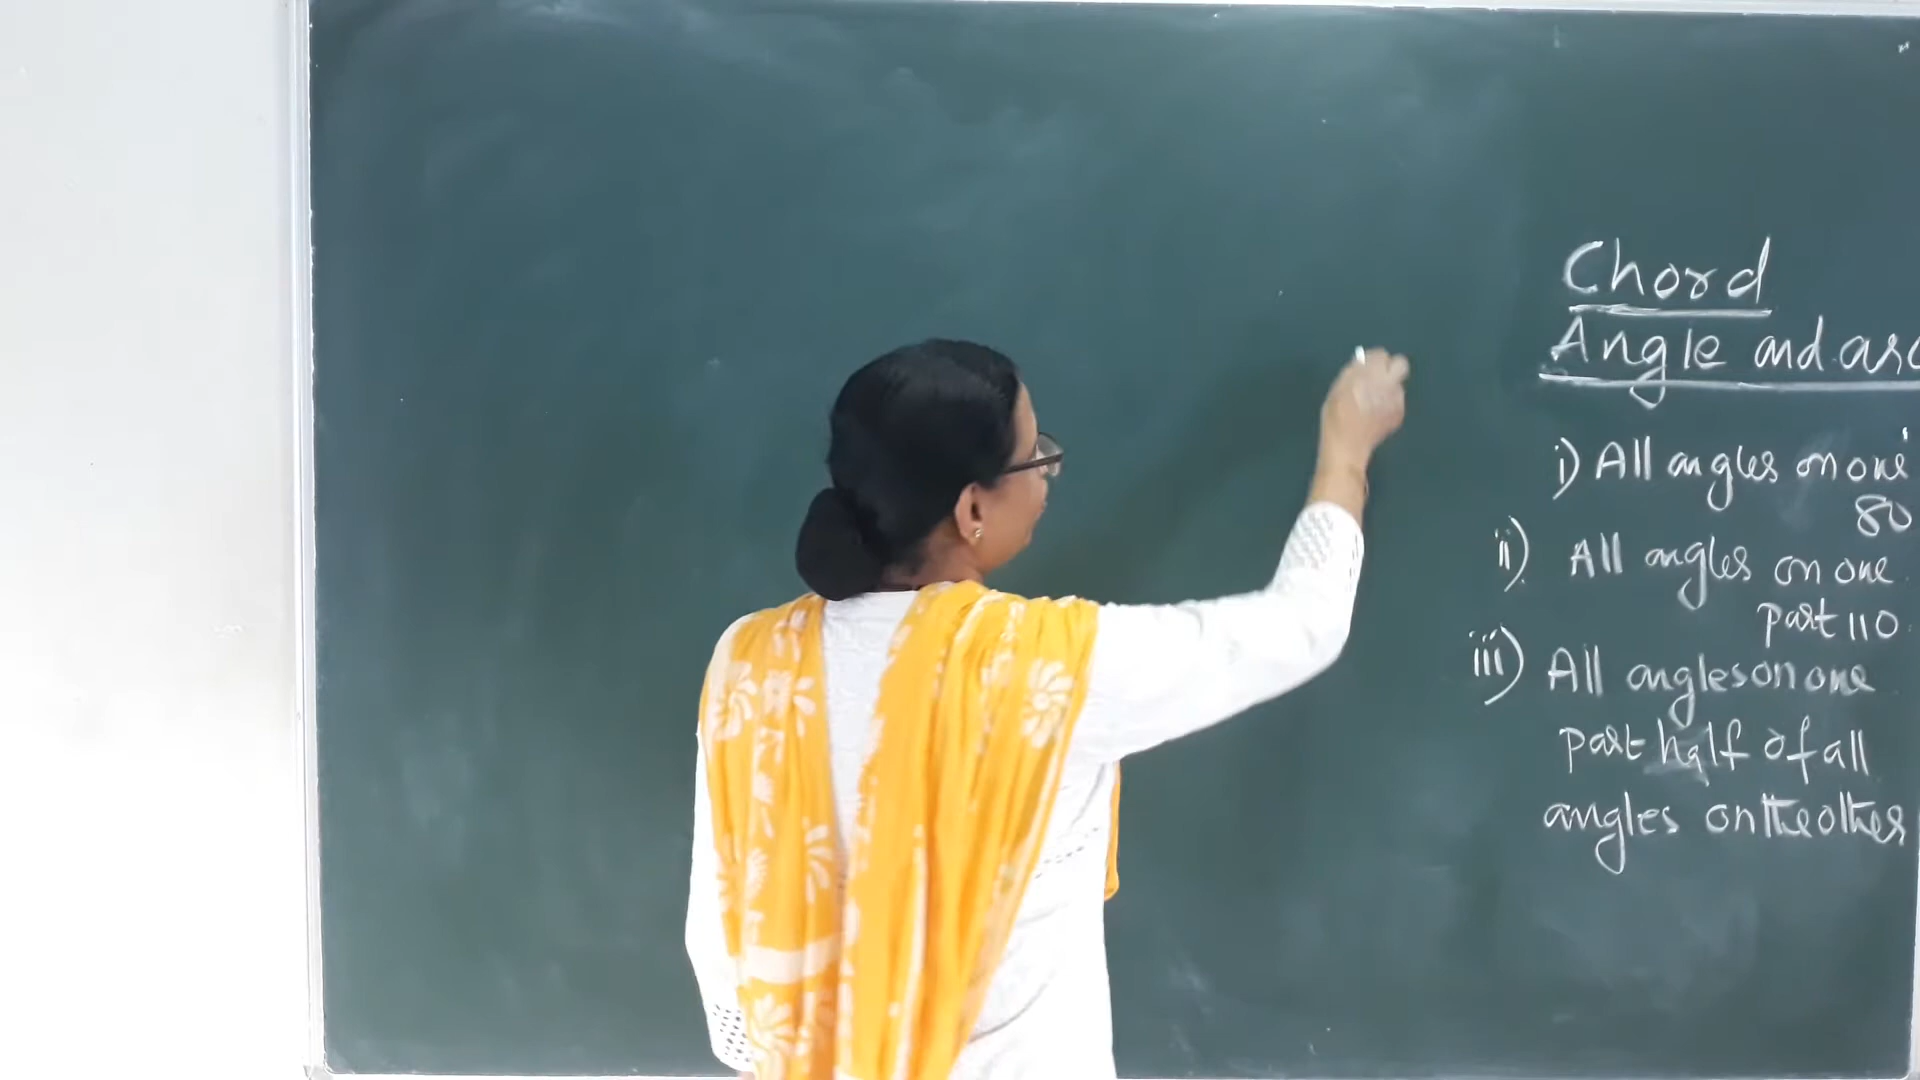 Chord
Angle and arc
i) All angles on one
80
ii) All angles on one
part 110
iii) All angles on one
part half of all
angles on the other